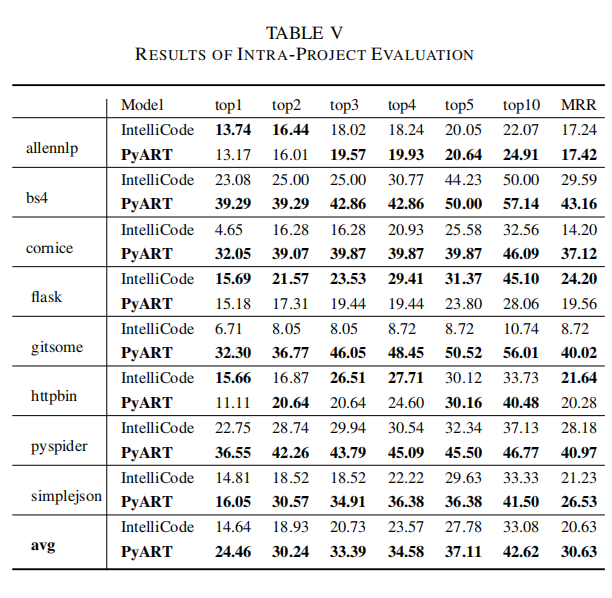 TABLE V
RESULTS OF INTRA-PROJECT EVALUATION
Model top1 top2 top3 top4 top5 top10 MRR
allennlp
IntelliCode 13.74 16.44 18.02 18.24 20.05 22.07 17.24
PyART 13.17 16.01 19.57 19.93 20.64 24.91 17.42
bs4
IntelliCode 23.08 25.00 25.00 30.77 44.23 50.00 29.59
PyART 39.29 39.29 42.86 42.86 50.00 57.14 43.16
cornice
IntelliCode 4.65 16.28 16.28 20.93 25.58 32.56 14.20
PyART 32.05 39.07 39.87 39.87 39.87 46.09 37.12
flask
IntelliCode 15.69 21.57 23.53 29.41 31.37 45.10 24.20
PyART 15.18 17.31 19.44 19.44 23.80 28.06 19.56
gitsome
IntelliCode 6.71 8.05 8.05 8.72 8.72 10.74 8.72
PyART 32.30 36.77 46.05 48.45 50.52 56.01 40.02
httpbin
IntelliCode 15.66 16.87 26.51 27.71 30.12 33.73 21.64
PyART 11.11 20.64 20.64 24.60 30.16 40.48 20.28
pyspider
IntelliCode 22.75 28.74 29.94 30.54 32.34 37.13 28.18
PyART 36.55 42.26 43.79 45.09 45.50 46.77 40.97
simplejson
IntelliCode 14.81 18.52 18.52 22.22 29.63 33.33 21.23
PyART 16.05 30.57 34.91 36.38 36.38 41.50 26.53
avg
IntelliCode 14.64 18.93 20.73 23.57 27.78 33.08 20.63
PyART 24.46 30.24 33.39 34.58 37.11 42.62 30.63